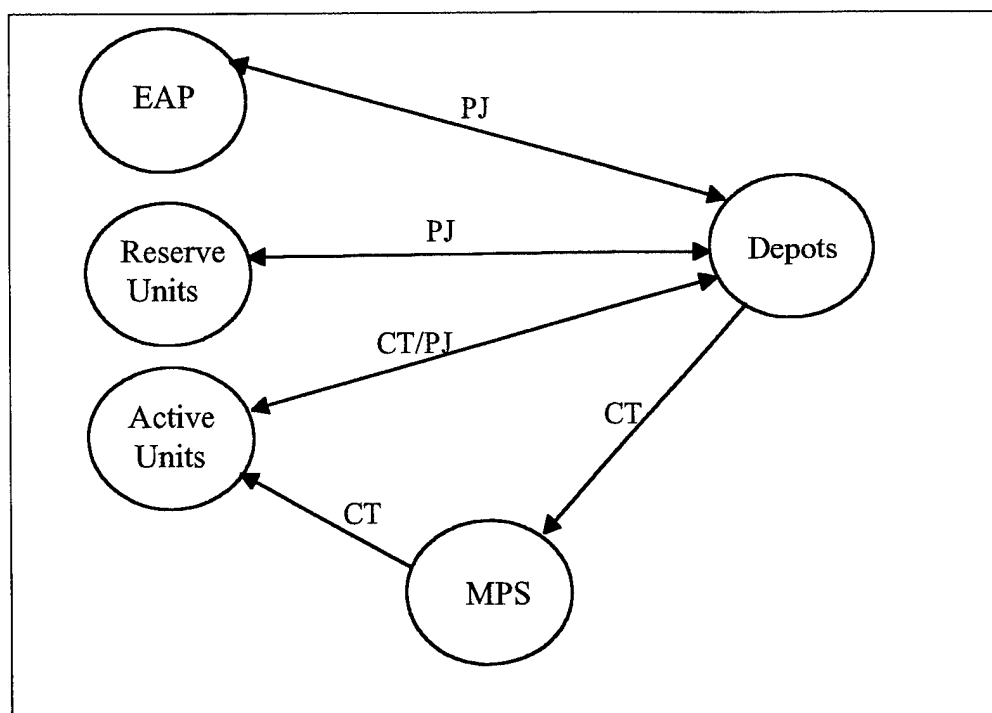 EAP
PJ
Reserve
Units
PJ
Depots
CT/PJ
Active
Units
CT
CT
MPS